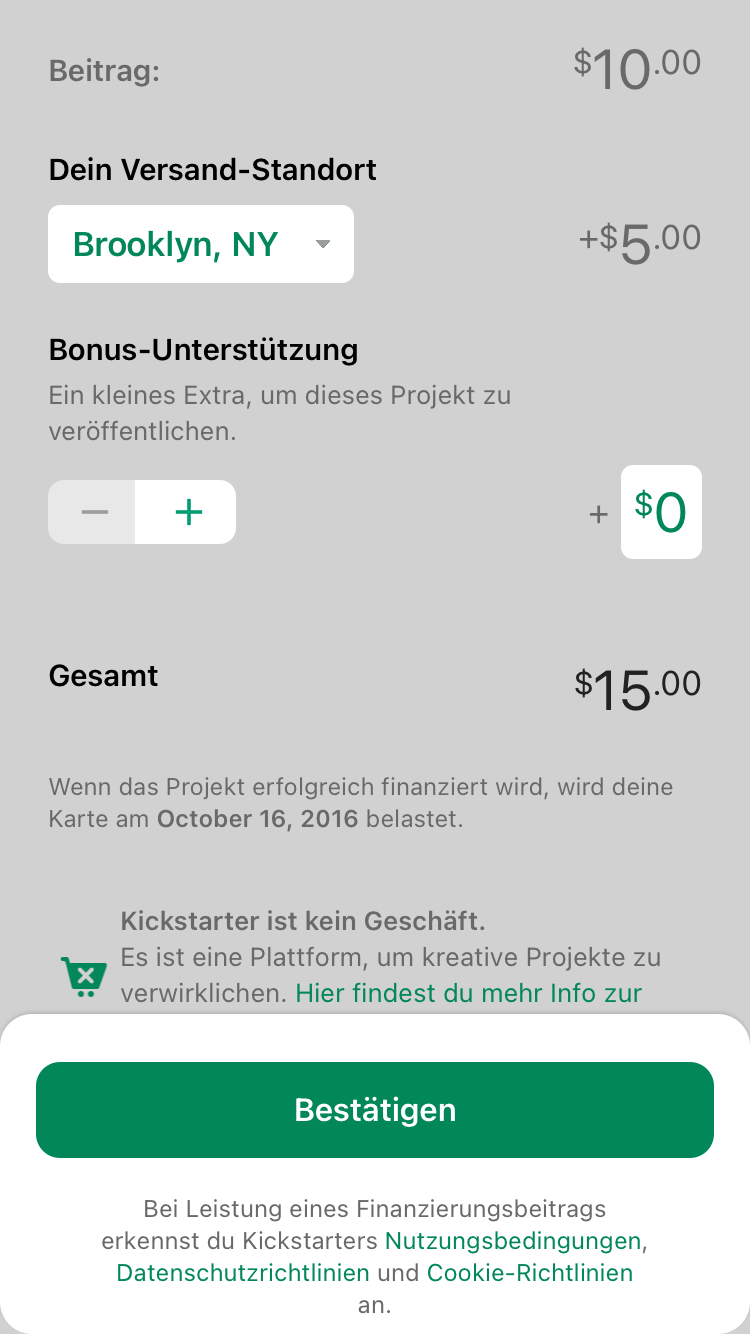 Beitrag: $10.00
Dein Versand-Standort
Brooklyn, NY +$5.00
Bonus-Unterstützung
Ein kleines Extra, um dieses Projekt zu
veröffentlichen.
− + + $0
Gesamt $15.00
Wenn das Projekt erfolgreich finanziert wird, wird deine
Karte am October 16, 2016 belastet.
Kickstarter ist kein Geschäft.
Es ist eine Plattform, um kreative Projekte zu
verwirklichen. Hier findest du mehr Info zur
Bestätigen
Bei Leistung eines Finanzierungsbeitrags
erkennst du Kickstarters Nutzungsbedingungen,
Datenschutzrichtlinien und Cookie-Richtlinien
an.